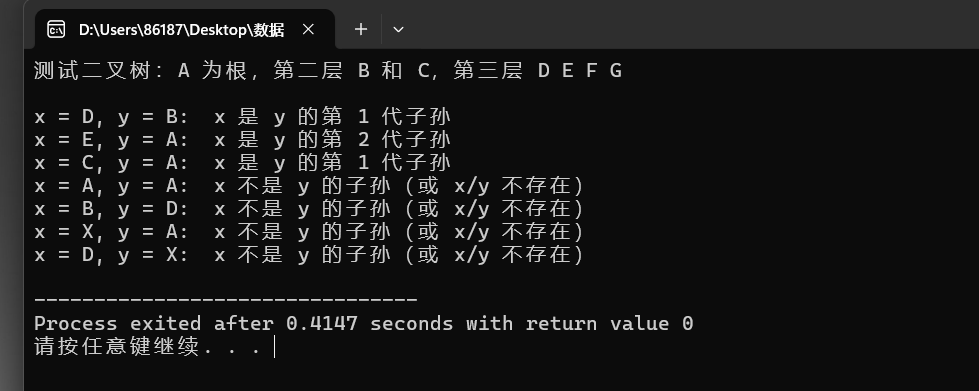 D:\Users\86187\Desktop\数据
测试二叉树：A 为根，第二层 B 和 C，第三层 D E F G
x = D, y = B:  x 是 y 的第 1 代子孙
x = E, y = A:  x 是 y 的第 2 代子孙
x = C, y = A:  x 是 y 的第 1 代子孙
x = A, y = A:  x 不是 y 的子孙（或 x/y 不存在）
x = B, y = D:  x 不是 y 的子孙（或 x/y 不存在）
x = X, y = A:  x 不是 y 的子孙（或 x/y 不存在）
x = D, y = X:  x 不是 y 的子孙（或 x/y 不存在）
--------------------------------
Process exited after 0.4147 seconds with return value 0
请按任意键继续. . .